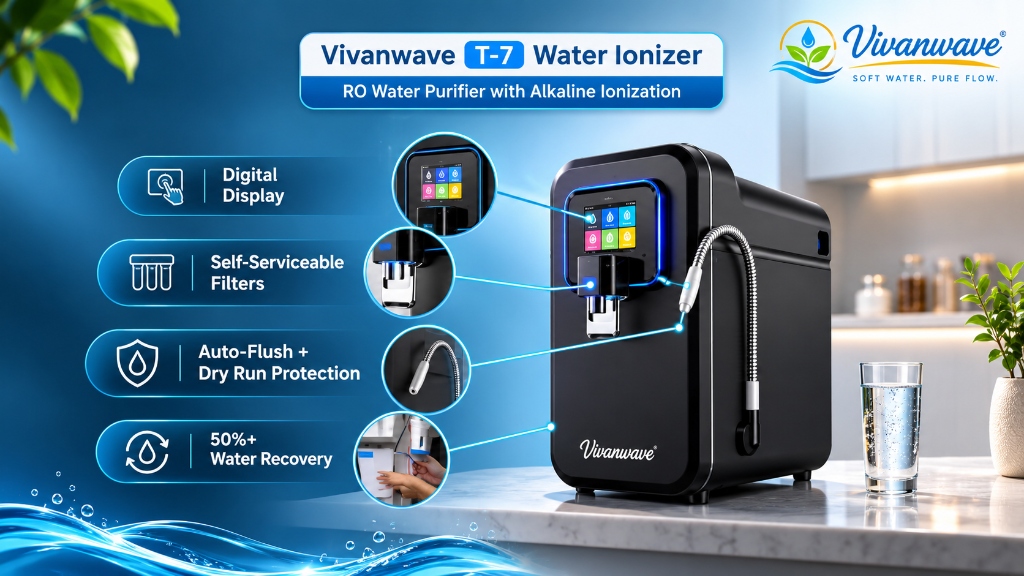 Vivanwave T-7 Water Ionizer
RO Water Purifier with Alkaline Ionization
Vivanwave®
SOFT WATER. PURE FLOW.
Digital
Display
Self-Serviceable
Filters
Auto-Flush +
Dry Run Protection
50%+
Water Recovery
Vivanwave®